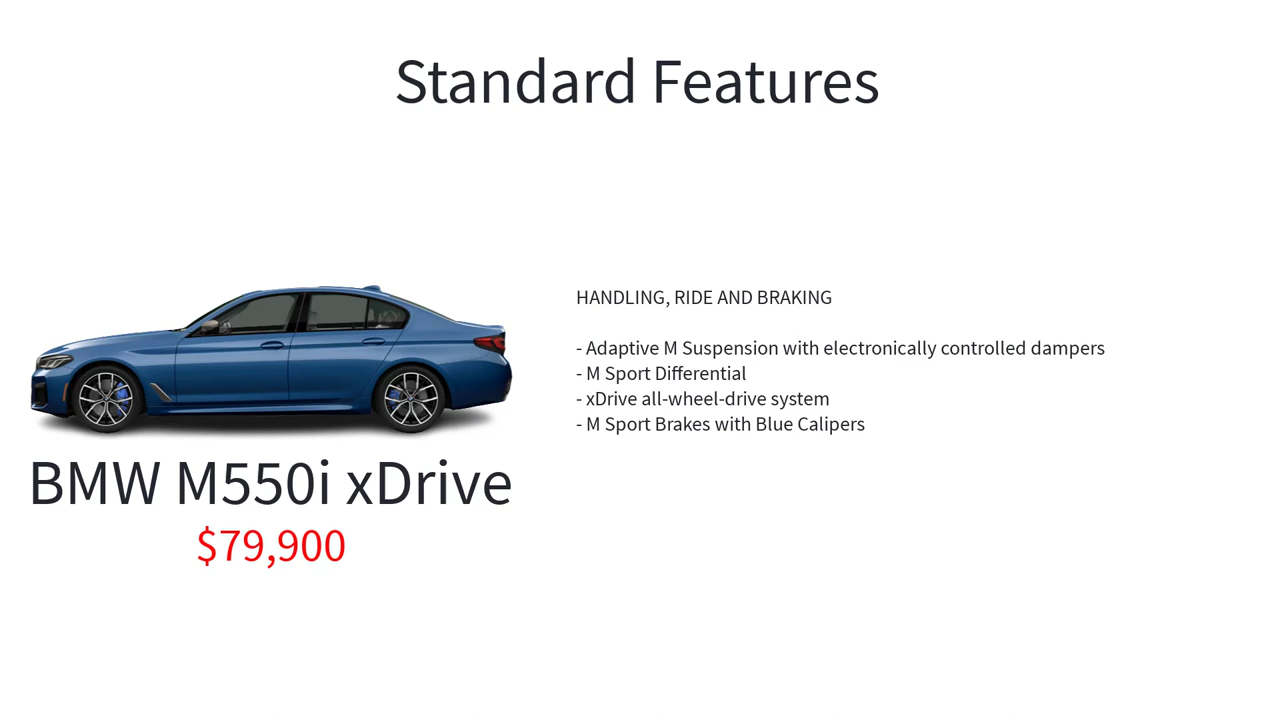 Standard Features
HANDLING, RIDE AND BRAKING
- Adaptive M Suspension with electronically controlled dampers
- M Sport Differential
- xDrive all-wheel-drive system
- M Sport Brakes with Blue Calipers
BMW M550i xDrive
$79,900